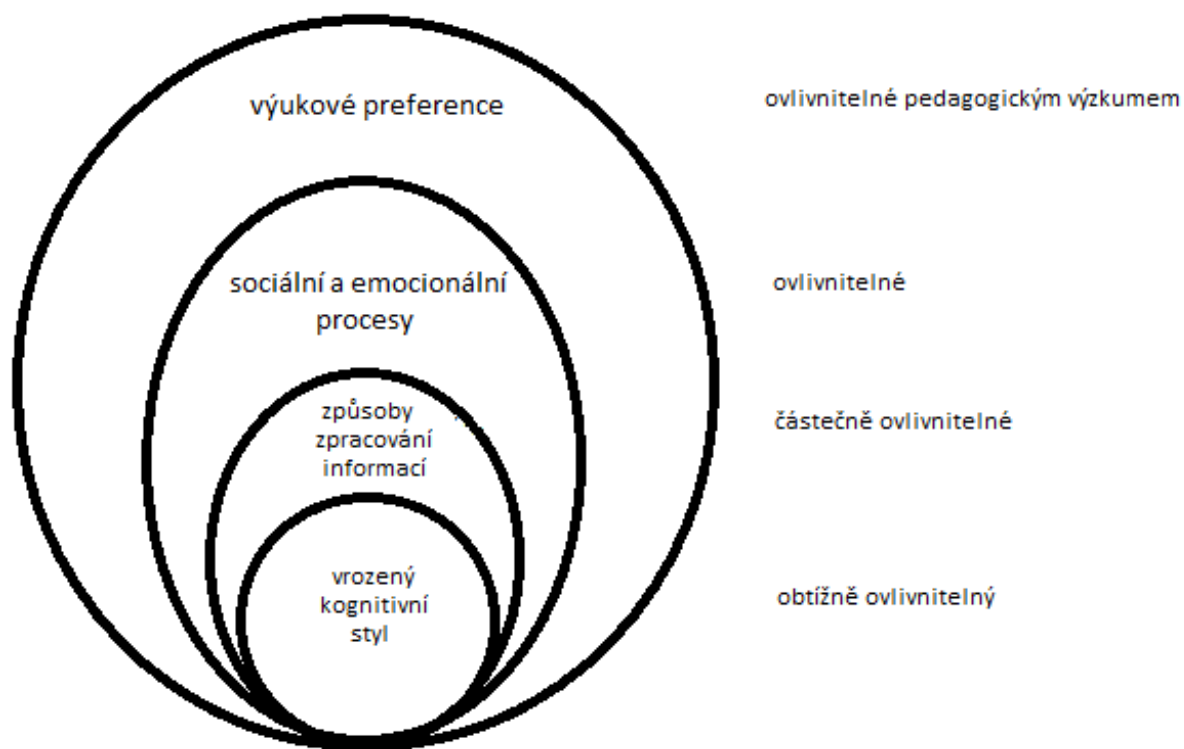 výukové preference
ovlivnitelné pedagogickým výzkumem
sociální a emocionální
procesy
ovlivnitelné
způsoby
zpracování
informací
částečně ovlivnitelné
vrozený
kognitivní
styl
obtížně ovlivnitelný